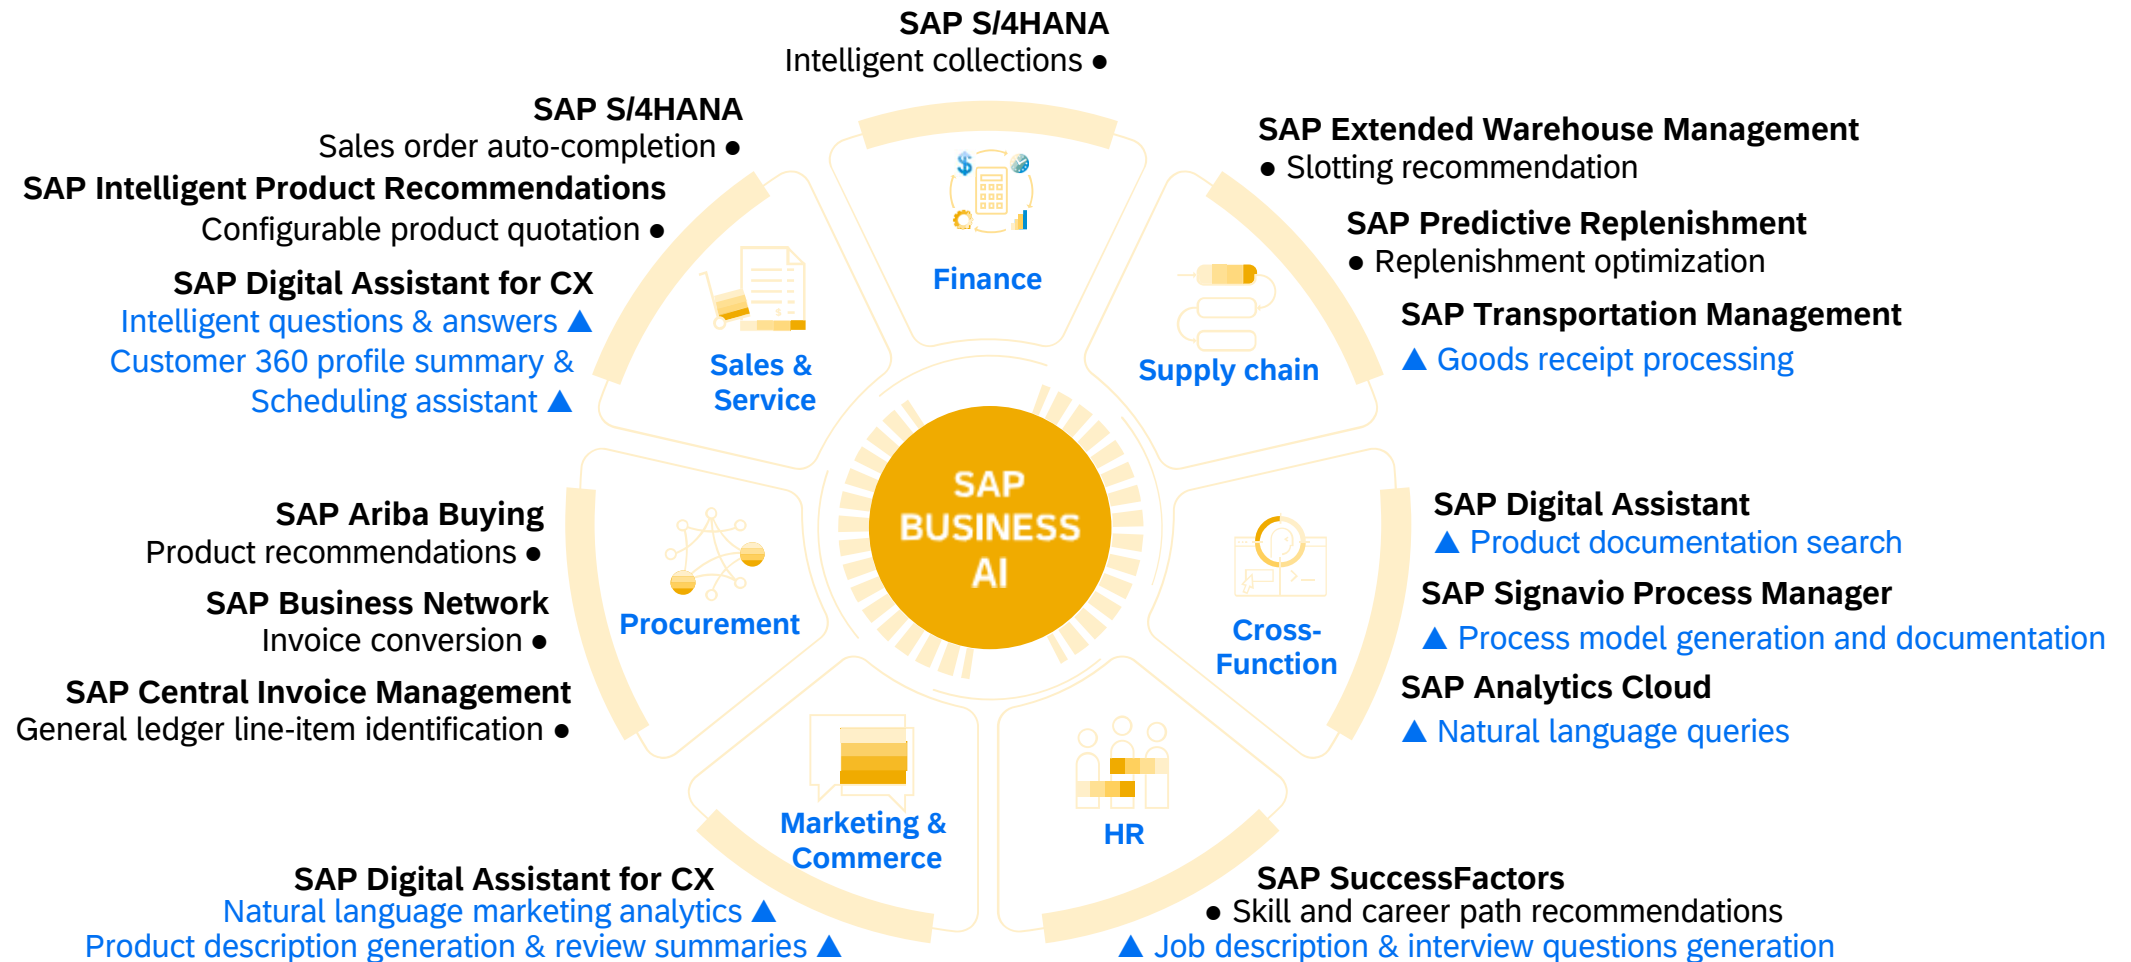 SAP S/4HANA
Intelligent collections ●
SAP S/4HANA
Sales order auto-completion ●
SAP Intelligent Product Recommendations
Configurable product quotation ●
SAP Digital Assistant for CX
Intelligent questions & answers ▲
Customer 360 profile summary &
Scheduling assistant ▲
SAP Extended Warehouse Management
● Slotting recommendation
SAP Predictive Replenishment
● Replenishment optimization
SAP Transportation Management
▲ Goods receipt processing
Finance
Sales &
Service
Supply chain
SAP
BUSINESS
AI
SAP Ariba Buying
Product recommendations ●
SAP Business Network
Invoice conversion ●
SAP Central Invoice Management
General ledger line-item identification ●
Procurement
Cross-
Function
SAP Digital Assistant
▲ Product documentation search
SAP Signavio Process Manager
▲ Process model generation and documentation
SAP Analytics Cloud
▲ Natural language queries
Marketing &
Commerce
HR
SAP Digital Assistant for CX
Natural language marketing analytics ▲
Product description generation & review summaries ▲
SAP SuccessFactors
● Skill and career path recommendations
▲ Job description & interview questions generation